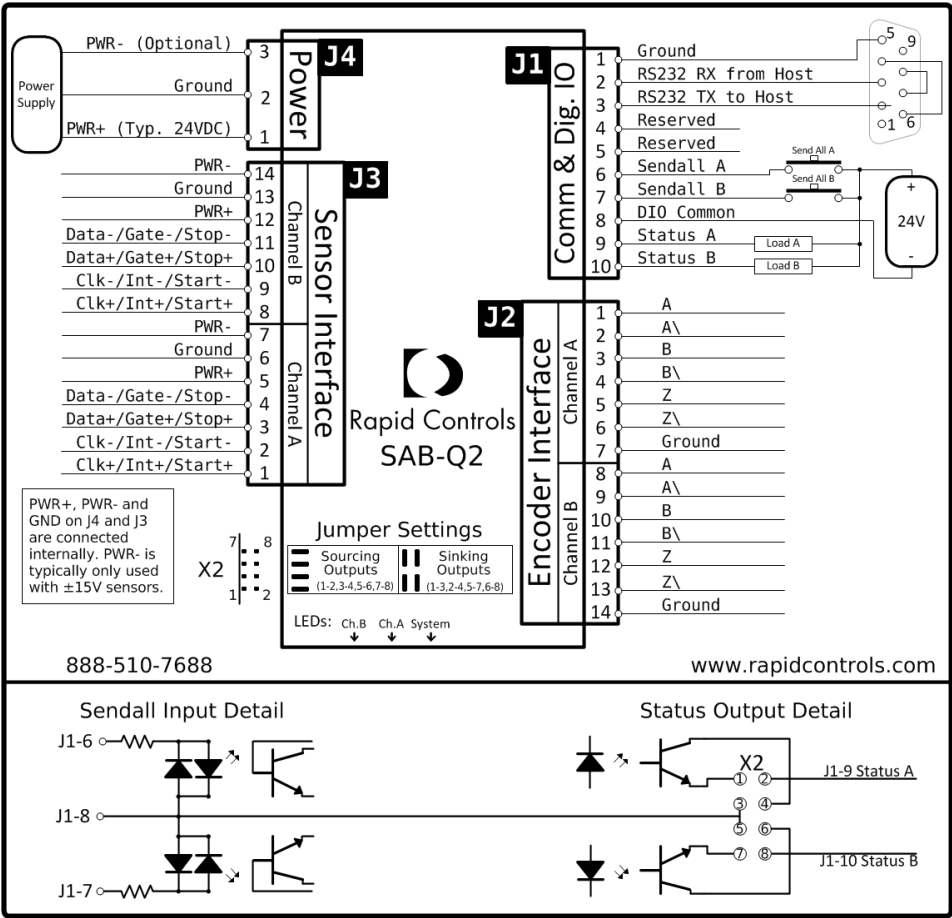 Power
Supply
PWR- (Optional)
Ground
PWR+ (Typ. 24VDC)
3
2
1
Power
J4
PWR-
Ground
PWR+
Data-/Gate-/Stop-
Data+/Gate+/Stop+
Clk-/Int-/Start-
Clk+/Int+/Start+
PWR-
Ground
PWR+
Data-/Gate-/Stop-
Data+/Gate+/Stop+
Clk-/Int-/Start-
Clk+/Int+/Start+
14
13
12
11
10
9
8
7
6
5
4
3
2
1
Channel B
Channel A
Sensor Interface
J3
J1
Comm & Dig. IO
1
2
3
4
5
6
7
8
9
10
Ground
RS232 RX from Host
RS232 TX to Host
Reserved
Reserved
Sendall A
Sendall B
DIO Common
Status A
Status B
5
9
1
6
Send All A
Send All B
Load A
Load B
+
24V
-
J2
Encoder Interface
Channel A
Channel B
1
2
3
4
5
6
7
8
9
10
11
12
13
14
A
A\
B
B\
Z
Z\
Ground
A
A\
B
B\
Z
Z\
Ground
Rapid Controls
SAB-Q2
PWR+, PWR- and
GND on J4 and J3
are connected
internally. PWR- is
typically only used
with ±15V sensors.
X2
7 8
1 2
Jumper Settings
Sourcing
Outputs
(1-2,3-4,5-6,7-8)
Sinking
Outputs
(1-3,2-4,5-7,6-8)
LEDs: Ch.B Ch.A System
888-510-7688
www.rapidcontrols.com
Sendall Input Detail
J1-6
J1-8
J1-7
Status Output Detail
X2
1 2
3 4
5 6
7 8
J1-9 Status A
J1-10 Status B